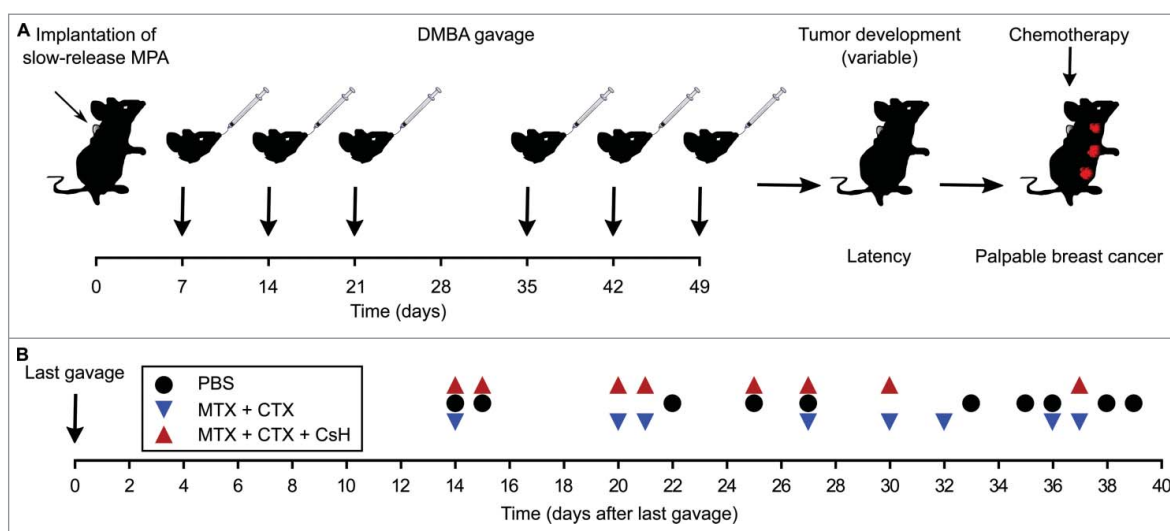 A
Implantation of
slow-release MPA
DMBA gavage
Tumor development
(variable)
Chemotherapy
0 7 14 21 28 35 42 49
Time (days)
Latency
Palpable breast cancer
B
Last gavage
PBS
MTX + CTX
MTX + CTX + CsH
0 2 4 6 8 10 12 14 16 18 20 22 24 26 28 30 32 34 36 38 40
Time (days after last gavage)